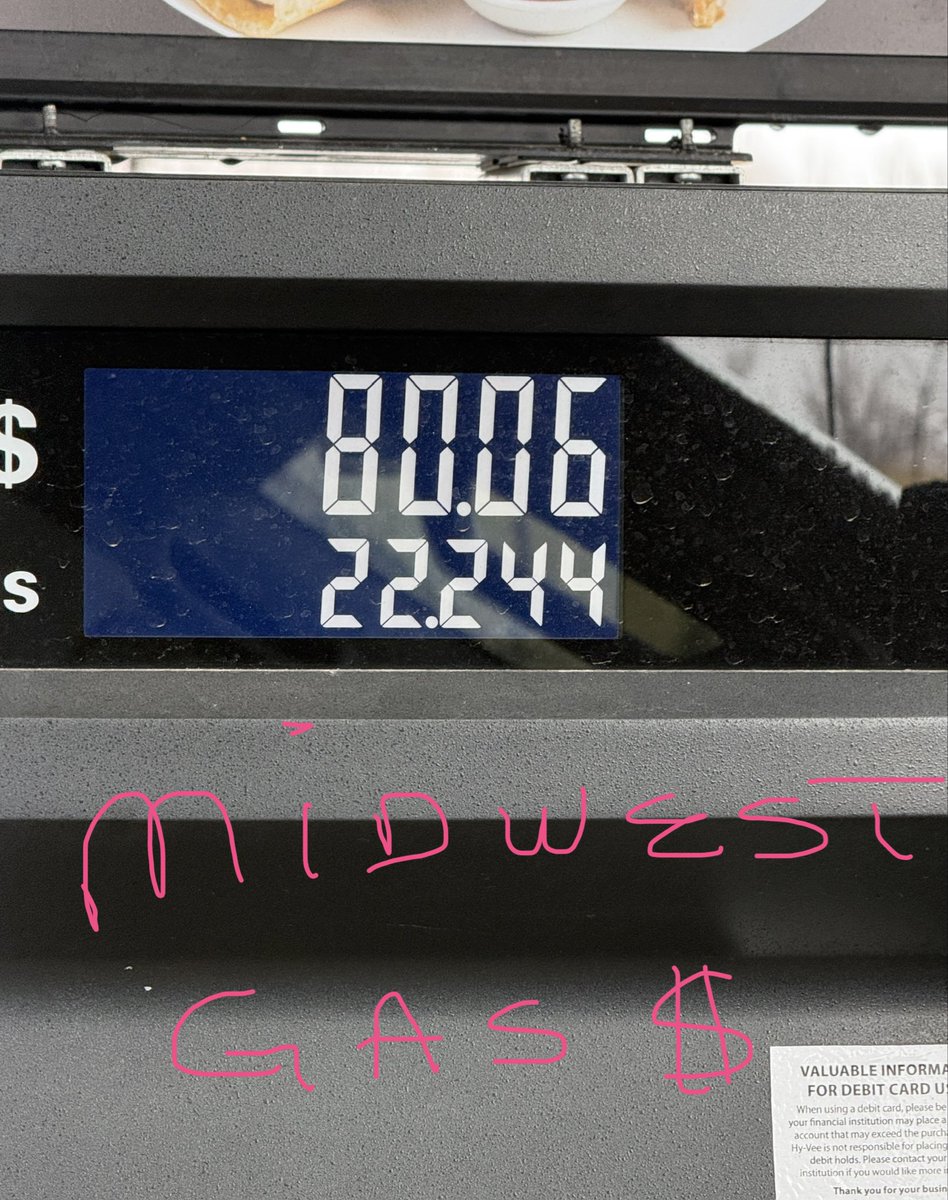 $ 80.06
s 22.244
MiDWEST
GAS $
VALUABLE INFORMA
FOR DEBIT CARD U
When using a debit card, please be
your financial institution may place a
account that may exceed the purch
Hy-Vee is not responsible for placing
debit holds. Please contact your
institution if you would like more i
Thank you for your busin